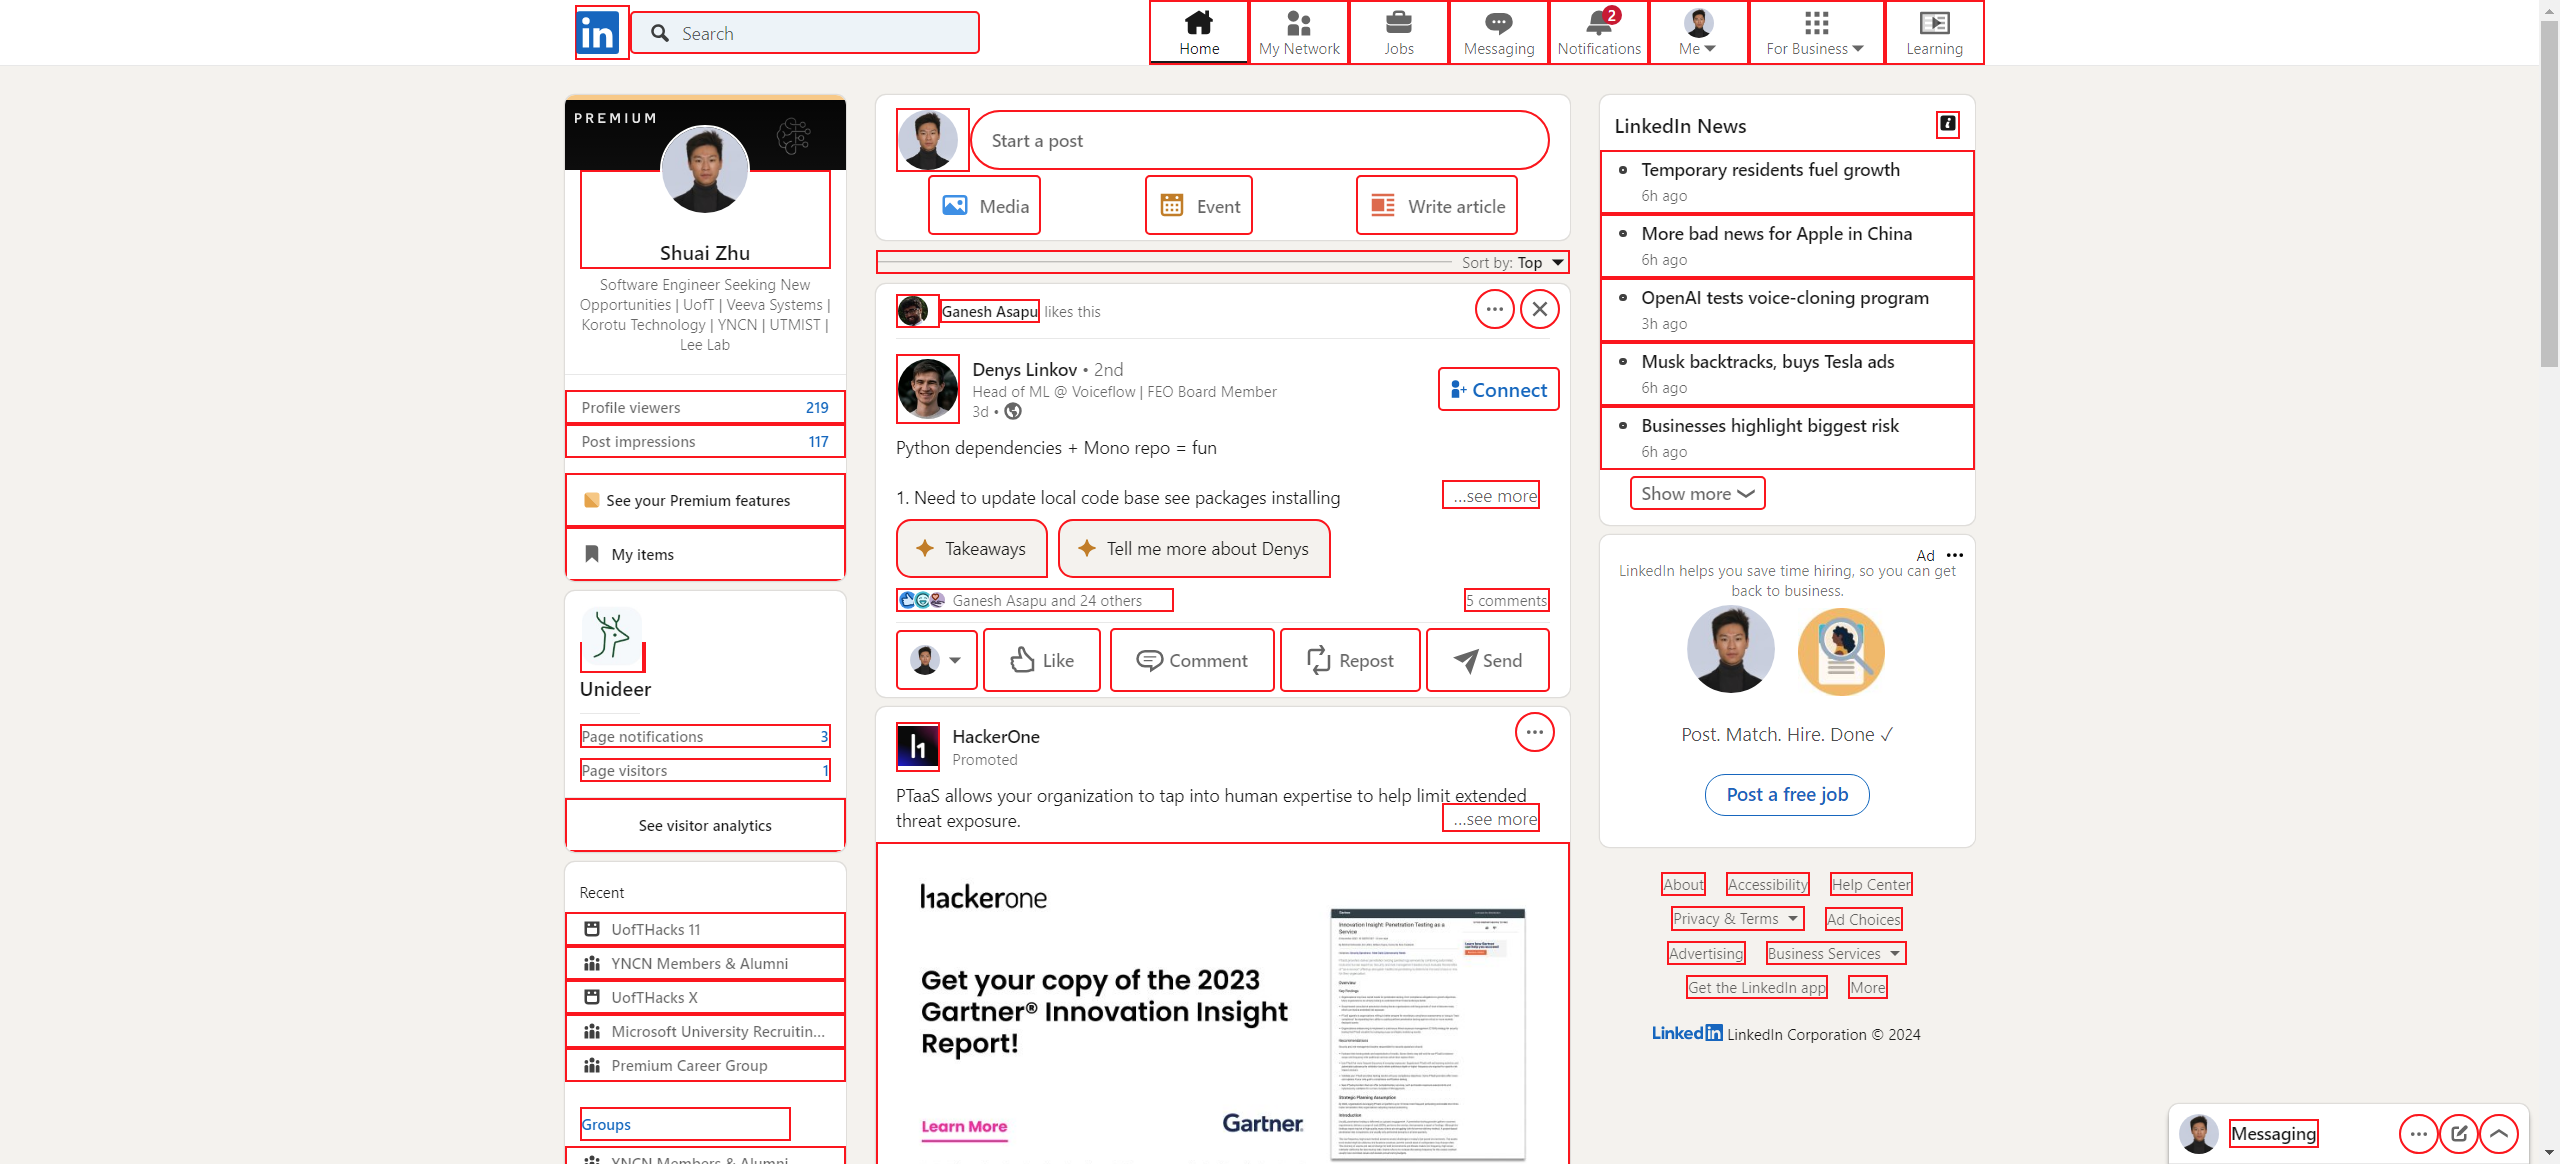 in
Search
Home
My Network
Jobs
Messaging
2
Notifications
Me
For Business
Learning
PREMIUM
Shuai Zhu
Software Engineer Seeking New
Opportunities | UofT | Veeva Systems |
Korotu Technology | YNCN | UTMIST |
Lee Lab
Profile viewers 219
Post impressions 117
See your Premium features
My items
Unideer
Page notifications 3
Page visitors 1
See visitor analytics
Recent
UofTHacks 11
YNCN Members & Alumni
UofTHacks X
Microsoft University Recruitin...
Premium Career Group
Groups
YNCN Members & Alumni
Start a post
Media
Event
Write article
Sort by: Top
Ganesh Asapu likes this
Denys Linkov • 2nd
Head of ML @ Voiceflow | FEO Board Member
3d •
Connect
Python dependencies + Mono repo = fun
1. Need to update local code base see packages installing
...see more
Takeaways
Tell me more about Denys
Ganesh Asapu and 24 others
5 comments
Like
Comment
Repost
Send
HackerOne
Promoted
PTaaS allows your organization to tap into human expertise to help limit extended
threat exposure.
...see more
hackerone
Get your copy of the 2023
Gartner® Innovation Insight
Report!
Learn More
Gartner
Innovation Insight: Penetration Testing as a
Service
LinkedIn News
Temporary residents fuel growth
6h ago
More bad news for Apple in China
6h ago
OpenAI tests voice-cloning program
3h ago
Musk backtracks, buys Tesla ads
6h ago
Businesses highlight biggest risk
6h ago
Show more
Ad
LinkedIn helps you save time hiring, so you can get
back to business.
Post. Match. Hire. Done ✓
Post a free job
About
Accessibility
Help Center
Privacy & Terms
Ad Choices
Advertising
Business Services
Get the LinkedIn app
More
LinkedIn LinkedIn Corporation © 2024
Messaging